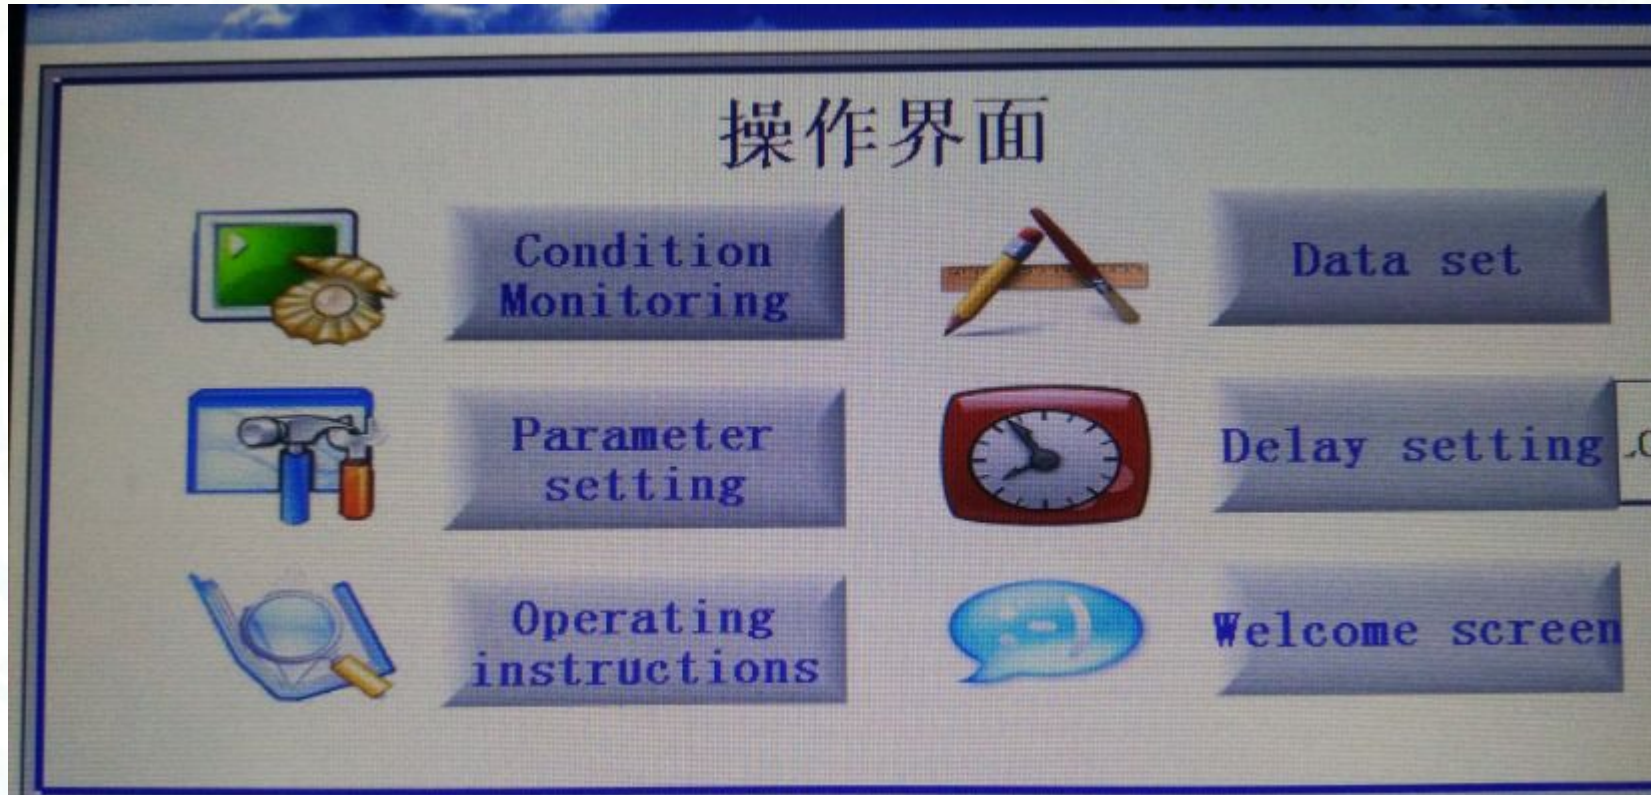 操作界面
Condition
Monitoring
Data set
Parameter
setting
Delay setting
Operating
instructions
Welcome screen